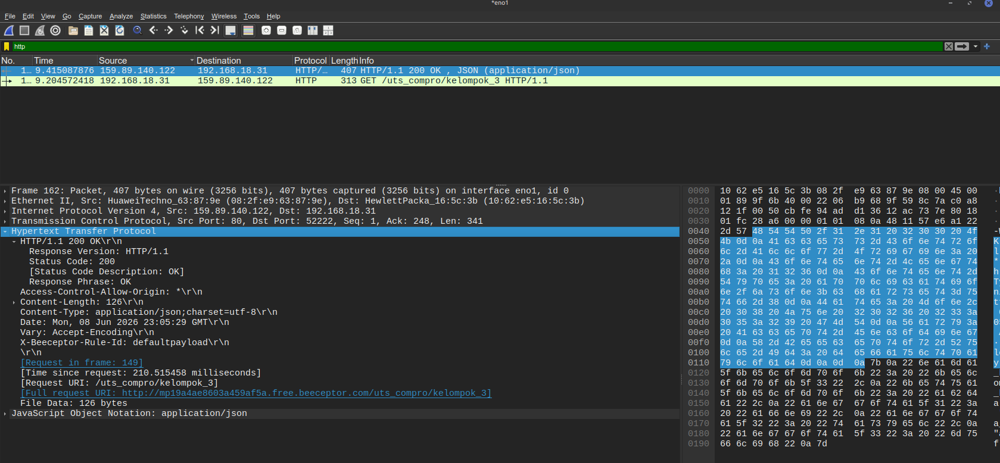 *eno1
File Edit View Go Capture Analyze Statistics Telephony Wireless Tools Help
http
No. Time Source Destination Protocol Length Info
1… 9.415087876 159.89.140.122 192.168.18.31 HTTP/… 407 HTTP/1.1 200 OK , JSON (application/json)
1… 9.204572418 192.168.18.31 159.89.140.122 HTTP 313 GET /uts_compro/kelompok_3 HTTP/1.1
Frame 162: Packet, 407 bytes on wire (3256 bits), 407 bytes captured (3256 bits) on interface eno1, id 0
Ethernet II, Src: HuaweiTechno_63:87:9e (08:2f:e9:63:87:9e), Dst: HewlettPacka_16:5c:3b (10:62:e5:16:5c:3b)
Internet Protocol Version 4, Src: 159.89.140.122, Dst: 192.168.18.31
Transmission Control Protocol, Src Port: 80, Dst Port: 52222, Seq: 1, Ack: 248, Len: 341
Hypertext Transfer Protocol
HTTP/1.1 200 OK\r\n
Response Version: HTTP/1.1
Status Code: 200
[Status Code Description: OK]
Response Phrase: OK
Access-Control-Allow-Origin: *\r\n
Content-Length: 126\r\n
Content-Type: application/json;charset=utf-8\r\n
Date: Mon, 08 Jun 2026 23:05:29 GMT\r\n
Vary: Accept-Encoding\r\n
X-Beeceptor-Rule-Id: defaultpayload\r\n
\r\n
[Request in frame: 149]
[Time since request: 210.515458 milliseconds]
[Request URI: /uts_compro/kelompok_3]
[Full request URI: http://mp19a4ae8603a459af5a.free.beeceptor.com/uts_compro/kelompok_3]
File Data: 126 bytes
JavaScript Object Notation: application/json
0000 10 62 e5 16 5c 3b 08 2f e9 63 87 9e 08 00 45 00
0010 01 89 9f 6b 40 00 22 06 b9 68 9f 59 8c 7a c0 a8
0020 12 1f 00 50 cb fe 94 ad d1 36 12 ac 73 7e 80 18
0030 01 fc 28 a6 00 00 01 01 08 0a 48 11 57 e6 a1 22
0040 2d 57 48 54 54 50 2f 31 2e 31 20 32 30 30 20 4f
0050 4b 0d 0a 41 63 63 65 73 73 2d 43 6f 6e 74 72 6f
0060 6c 2d 41 6c 6c 6f 77 2d 4f 72 69 67 69 6e 3a 20
0070 2a 0d 0a 43 6f 6e 74 65 6e 74 2d 4c 65 6e 67 74
0080 68 3a 20 31 32 36 0d 0a 43 6f 6e 74 65 6e 74 2d
0090 54 79 70 65 3a 20 61 70 70 6c 69 63 61 74 69 6f
00a0 6e 2f 6a 73 6f 6e 3b 63 68 61 72 73 65 74 3d 75
00b0 74 66 2d 38 0d 0a 44 61 74 65 3a 20 4d 6f 6e 2c
00c0 20 30 38 20 4a 75 6e 20 32 30 32 36 20 32 33 3a
00d0 30 35 3a 32 39 20 47 4d 54 0d 0a 56 61 72 79 3a
00e0 20 41 63 63 65 70 74 2d 45 6e 63 6f 64 69 6e 67
00f0 0d 0a 58 2d 42 65 65 63 65 70 74 6f 72 2d 52 75
0100 6c 65 2d 49 64 3a 20 64 65 66 61 75 6c 74 70 61
0110 79 6c 6f 61 64 0d 0a 0d 0a 7b 0a 22 6e 61 6d 61
0120 5f 6b 65 6c 6f 6d 70 6f 6b 22 3a 20 22 6b 65 6c
0130 6f 6d 70 6f 6b 5f 33 22 2c 0a 22 6b 65 74 75 61
0140 5f 6b 65 6c 6f 6d 70 6f 6b 22 3a 20 22 61 62 64
0150 61 22 2c 0a 22 61 6e 67 67 6f 74 61 5f 31 22 3a
0160 20 22 61 66 6e 69 22 2c 0a 22 61 6e 67 67 6f 74
0170 61 5f 32 22 3a 20 22 74 61 73 79 65 6c 22 2c 0a
0180 22 61 6e 67 67 6f 74 61 5f 33 22 3a 20 22 6d 75
0190 66 6c 69 68 22 0a 7d